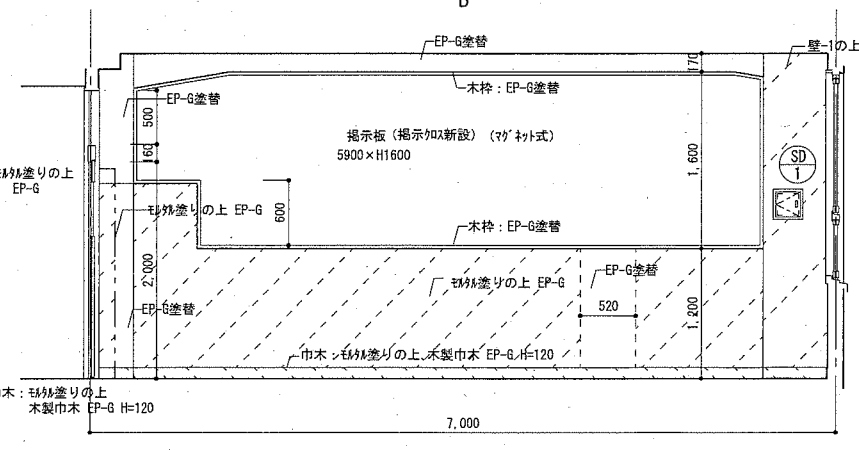 D
EP-G塗替
壁-1の上
170
木枠：EP-G塗替
EP-G塗替
500
掲示板（掲示ｸﾛｽ新設）（ﾏｸﾞﾈｯﾄ式）
5900×H1600
160
1,600
SD
1
ﾓﾙﾀﾙ塗りの上
EP-G
ﾓﾙﾀﾙ塗りの上 EP-G
600
木枠：EP-G塗替
2,000
EP-G塗替
ﾓﾙﾀﾙ塗りの上 EP-G
520
1,200
EP-G塗替
巾木：ﾓﾙﾀﾙ塗りの上 木製巾木 EP-G H=120
巾木：ﾓﾙﾀﾙ塗りの上
木製巾木 EP-G H=120
7,000